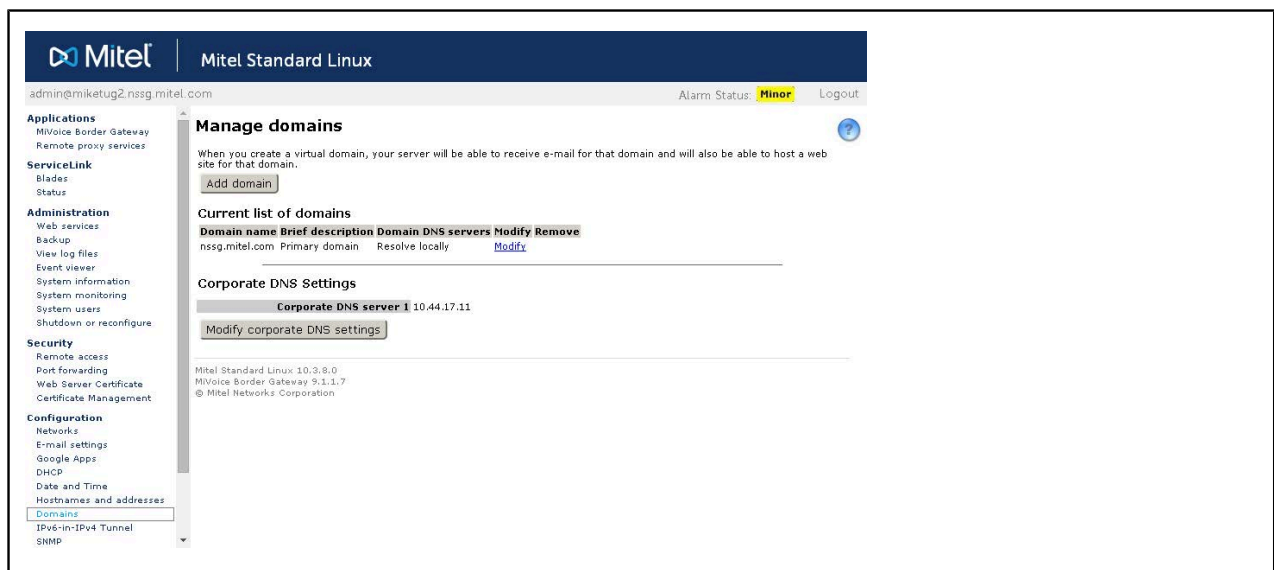 Mitel
Mitel Standard Linux
admin@miketug2.nssg.mitel.com
Alarm Status: Minor
Logout
Applications
MiVoice Border Gateway
Remote proxy services
ServiceLink
Blades
Status
Administration
Web services
Backup
View log files
Event viewer
System information
System monitoring
System users
Shutdown or reconfigure
Security
Remote access
Port forwarding
Web Server Certificate
Certificate Management
Configuration
Networks
E-mail settings
Google Apps
DHCP
Date and Time
Hostnames and addresses
Domains
IPv6-in-IPv4 Tunnel
SNMP
Manage domains
?
When you create a virtual domain, your server will be able to receive e-mail for that domain and will also be able to host a web
site for that domain.
Add domain
Current list of domains
Domain name Brief description Domain DNS servers Modify Remove
nssg.mitel.com Primary domain Resolve locally Modify
Corporate DNS Settings
Corporate DNS server 1 10.44.17.11
Modify corporate DNS settings
Mitel Standard Linux 10.3.8.0
MiVoice Border Gateway 9.1.1.7
© Mitel Networks Corporation